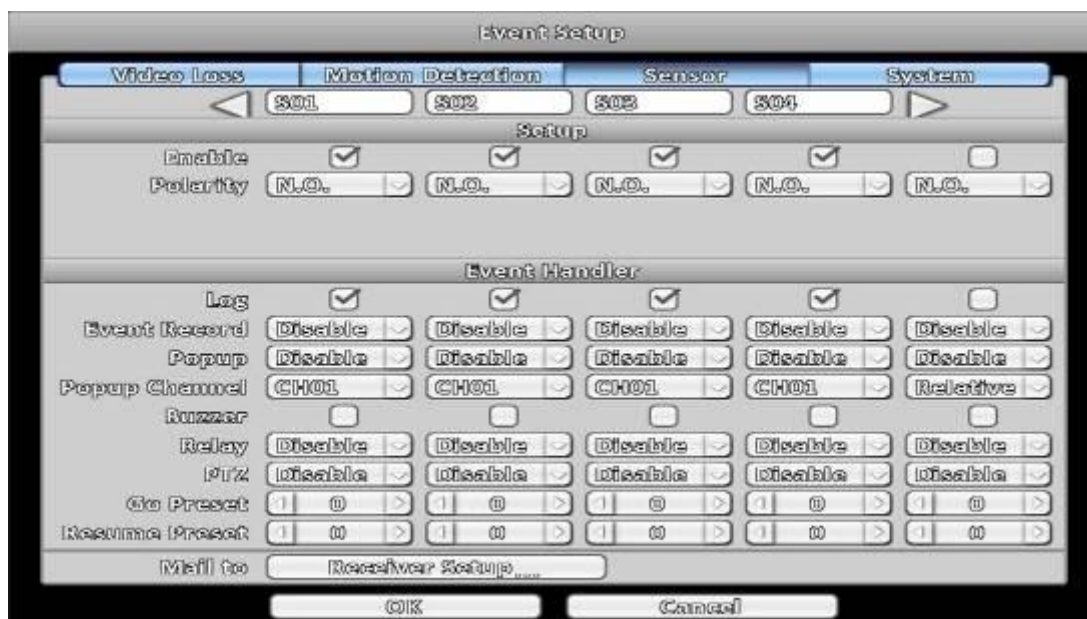 Event Setup
Video Loss Motion Detection Sensor System
S01 S02 S03 S04
Setup
Enable
Polarity N.O. N.O. N.O. N.O. N.O.
Event Handler
Log
Event Record Disable Disable Disable Disable Disable
Popup Disable Disable Disable Disable Disable
Popup Channel CH01 CH01 CH01 CH01 Relative
Buzzer
Relay Disable Disable Disable Disable Disable
PTZ Disable Disable Disable Disable Disable
Go Preset 0 0 0 0 0
Resume Preset 0 0 0 0 0
Mail to Receiver Setup....
OK Cancel